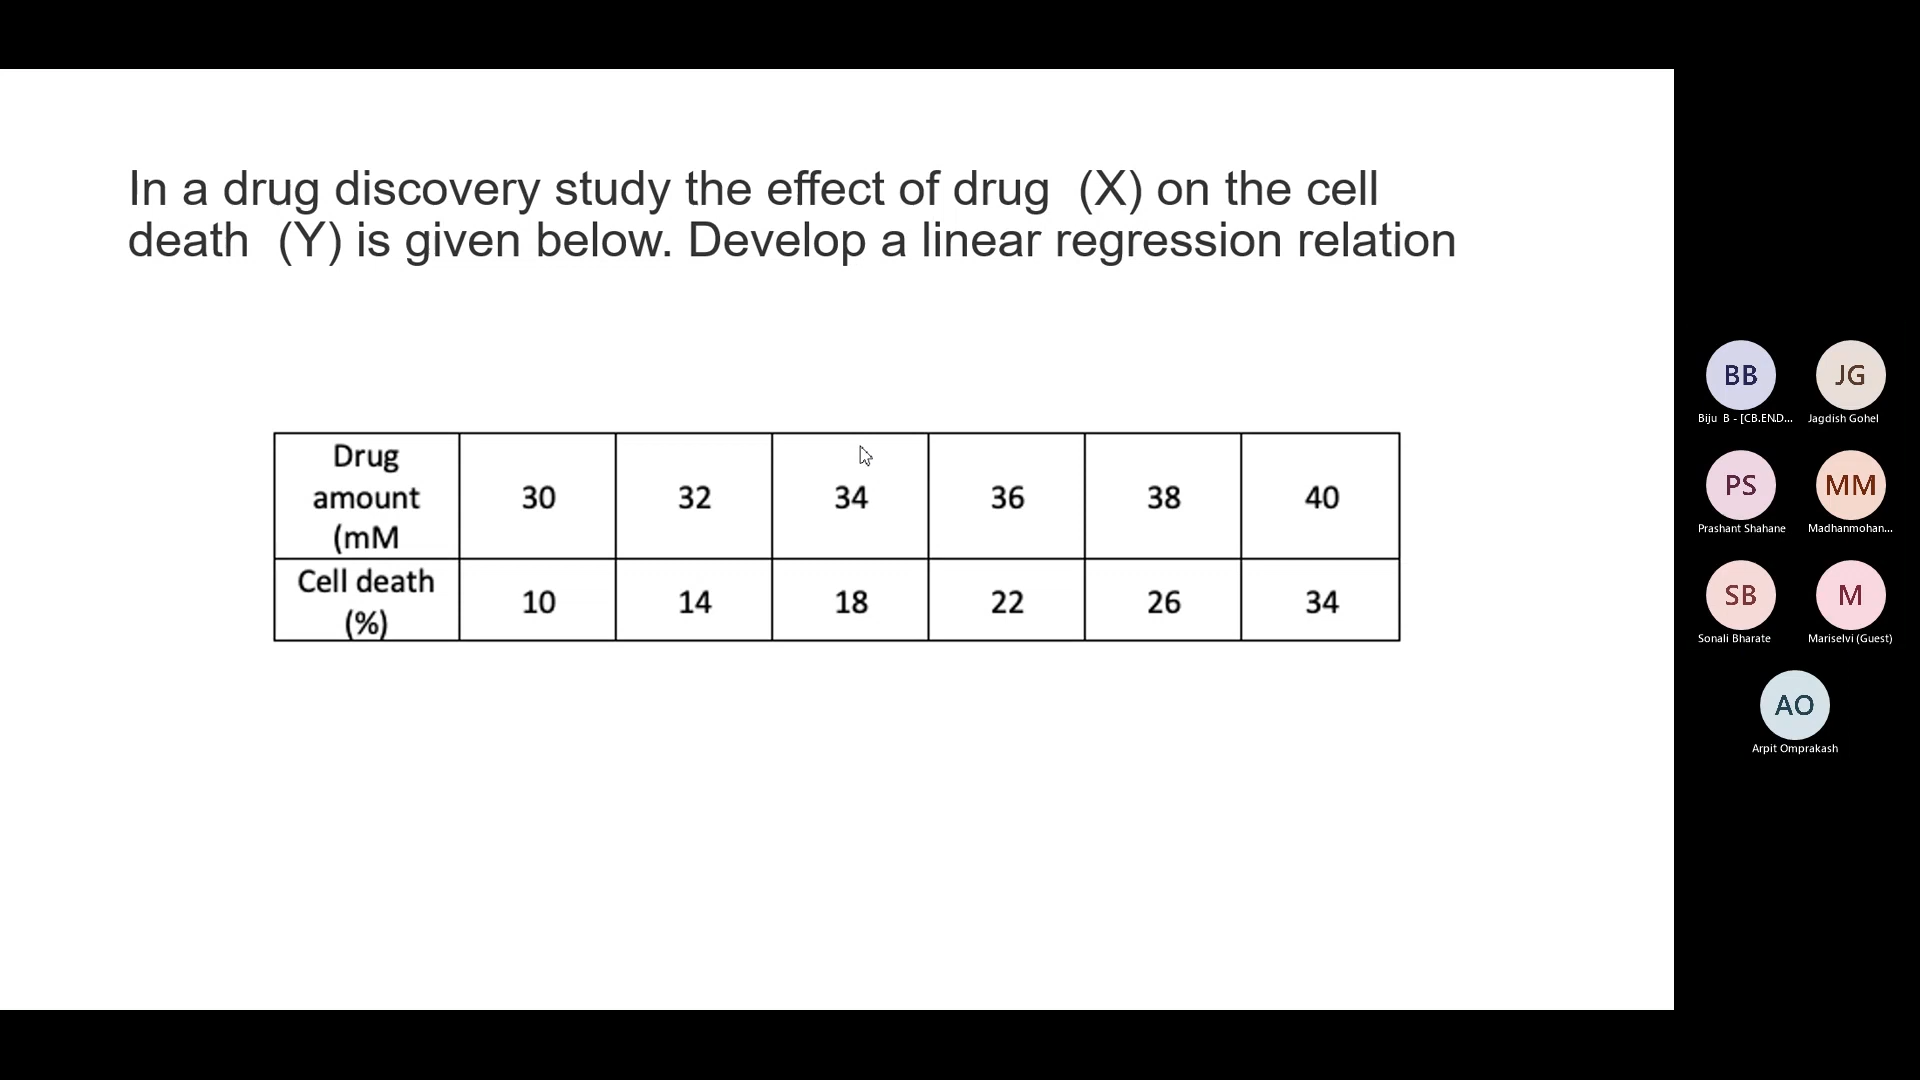 In a drug discovery study the effect of drug  (X) on the cell
death  (Y) is given below. Develop a linear regression relation
Drug
amount
(mM
30 32 34 36 38 40
Cell death
(%)
10 14 18 22 26 34
BB JG
Biju B - [CB.EN.D... Jagdish Gohel
PS MM
Prashant Shahane Madhanmohan...
SB M
Sonali Bharate Mariselvi (Guest)
AO
Arpit Omprakash